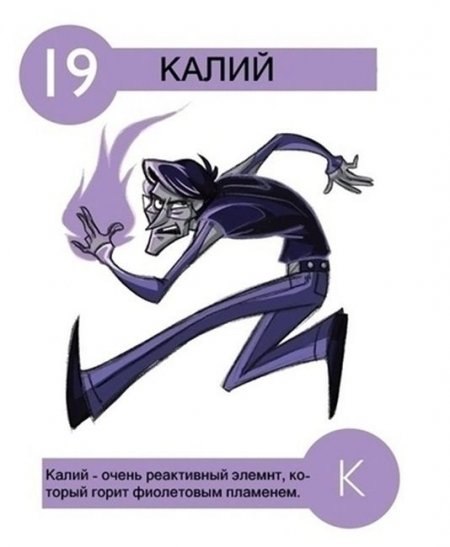 19
КАЛИЙ
Калий - очень реактивный элемнт, ко-
торый горит фиолетовым пламенем.
K